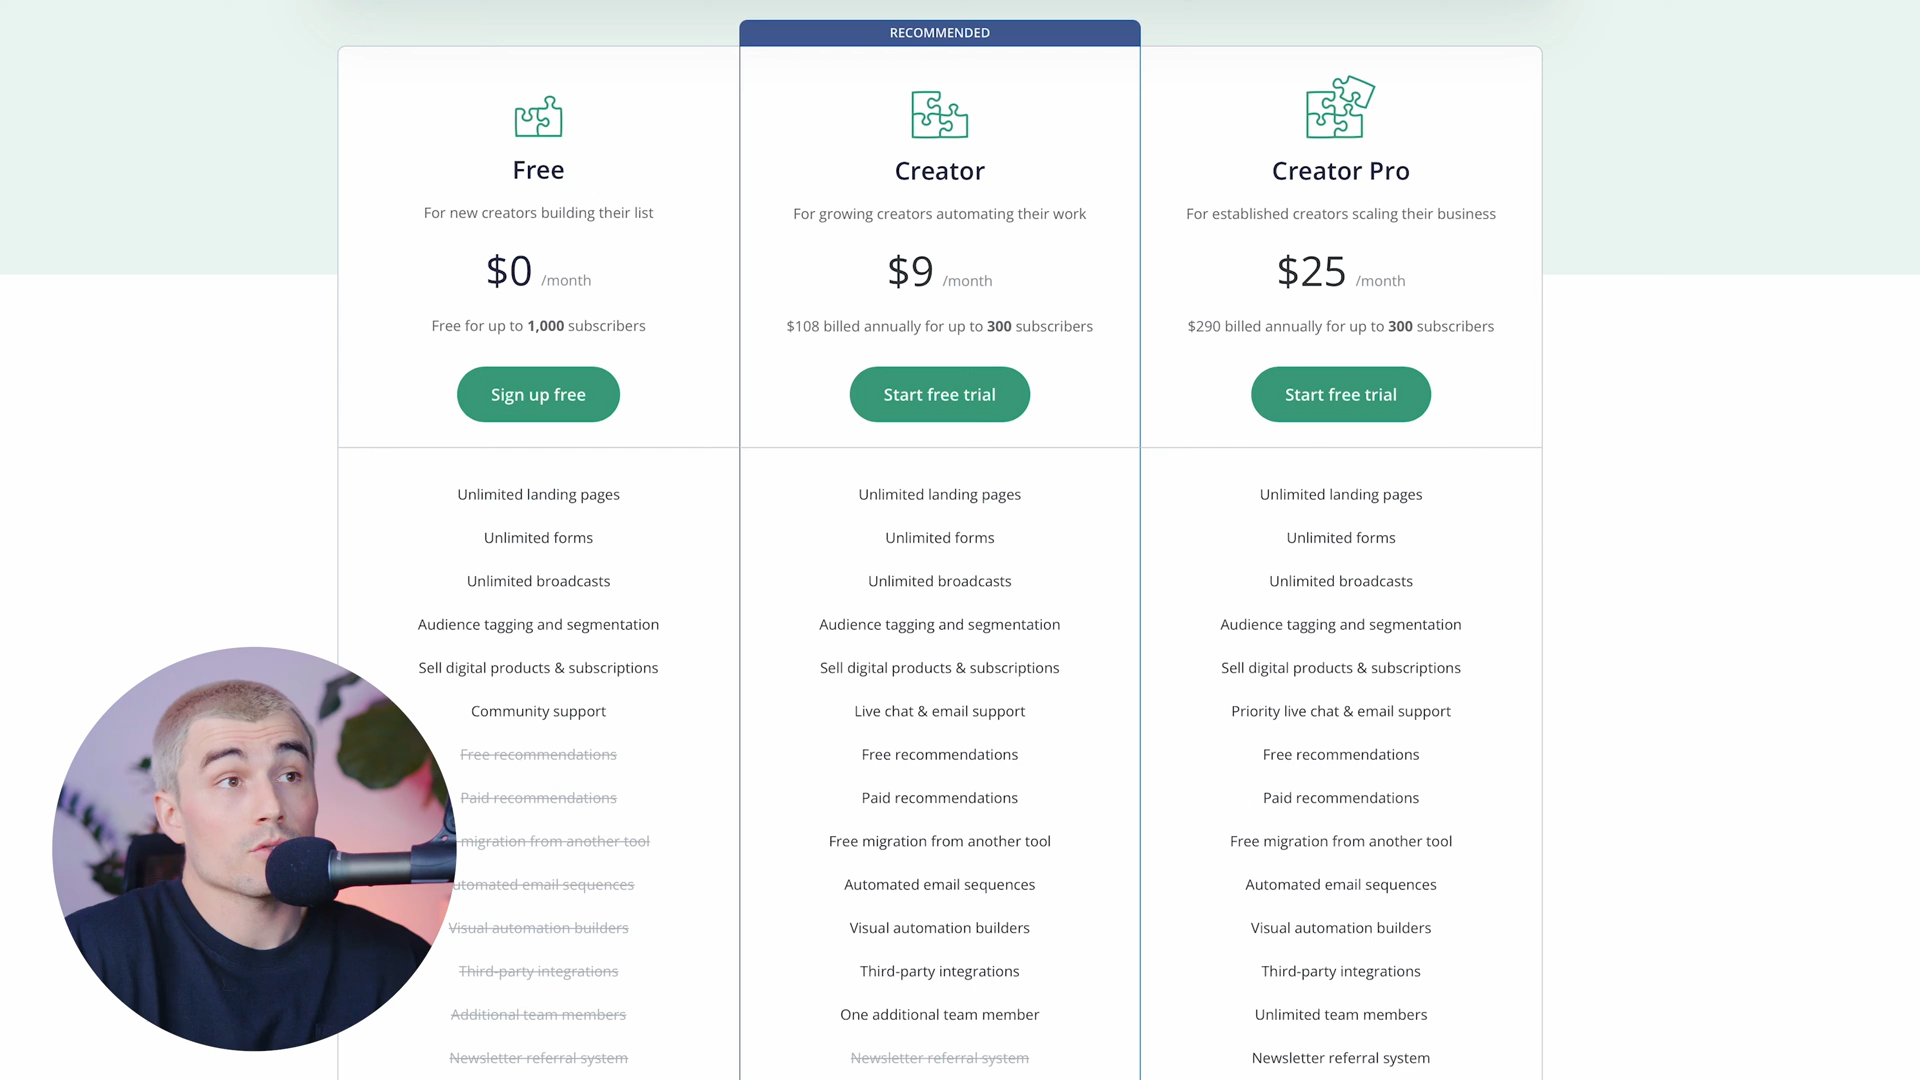 RECOMMENDED
Free
For new creators building their list
$0 /month
Free for up to 1,000 subscribers
Sign up free
Unlimited landing pages
Unlimited forms
Unlimited broadcasts
Audience tagging and segmentation
Sell digital products & subscriptions
Community support
Free recommendations
Paid recommendations
migration from another tool
Visual automation builders
email sequences
Third-party integrations
Additional team members
Newsletter referral system
Creator
For growing creators automating their work
$9 /month
$108 billed annually for up to 300 subscribers
Start free trial
Unlimited landing pages
Unlimited forms
Unlimited broadcasts
Audience tagging and segmentation
Sell digital products & subscriptions
Live chat & email support
Free recommendations
Paid recommendations
Free migration from another tool
Automated email sequences
Visual automation builders
Third-party integrations
One additional team member
Newsletter referral system
Creator Pro
For established creators scaling their business
$25 /month
$290 billed annually for up to 300 subscribers
Start free trial
Unlimited landing pages
Unlimited forms
Unlimited broadcasts
Audience tagging and segmentation
Sell digital products & subscriptions
Priority live chat & email support
Free recommendations
Paid recommendations
Free migration from another tool
Automated email sequences
Visual automation builders
Third-party integrations
Unlimited team members
Newsletter referral system